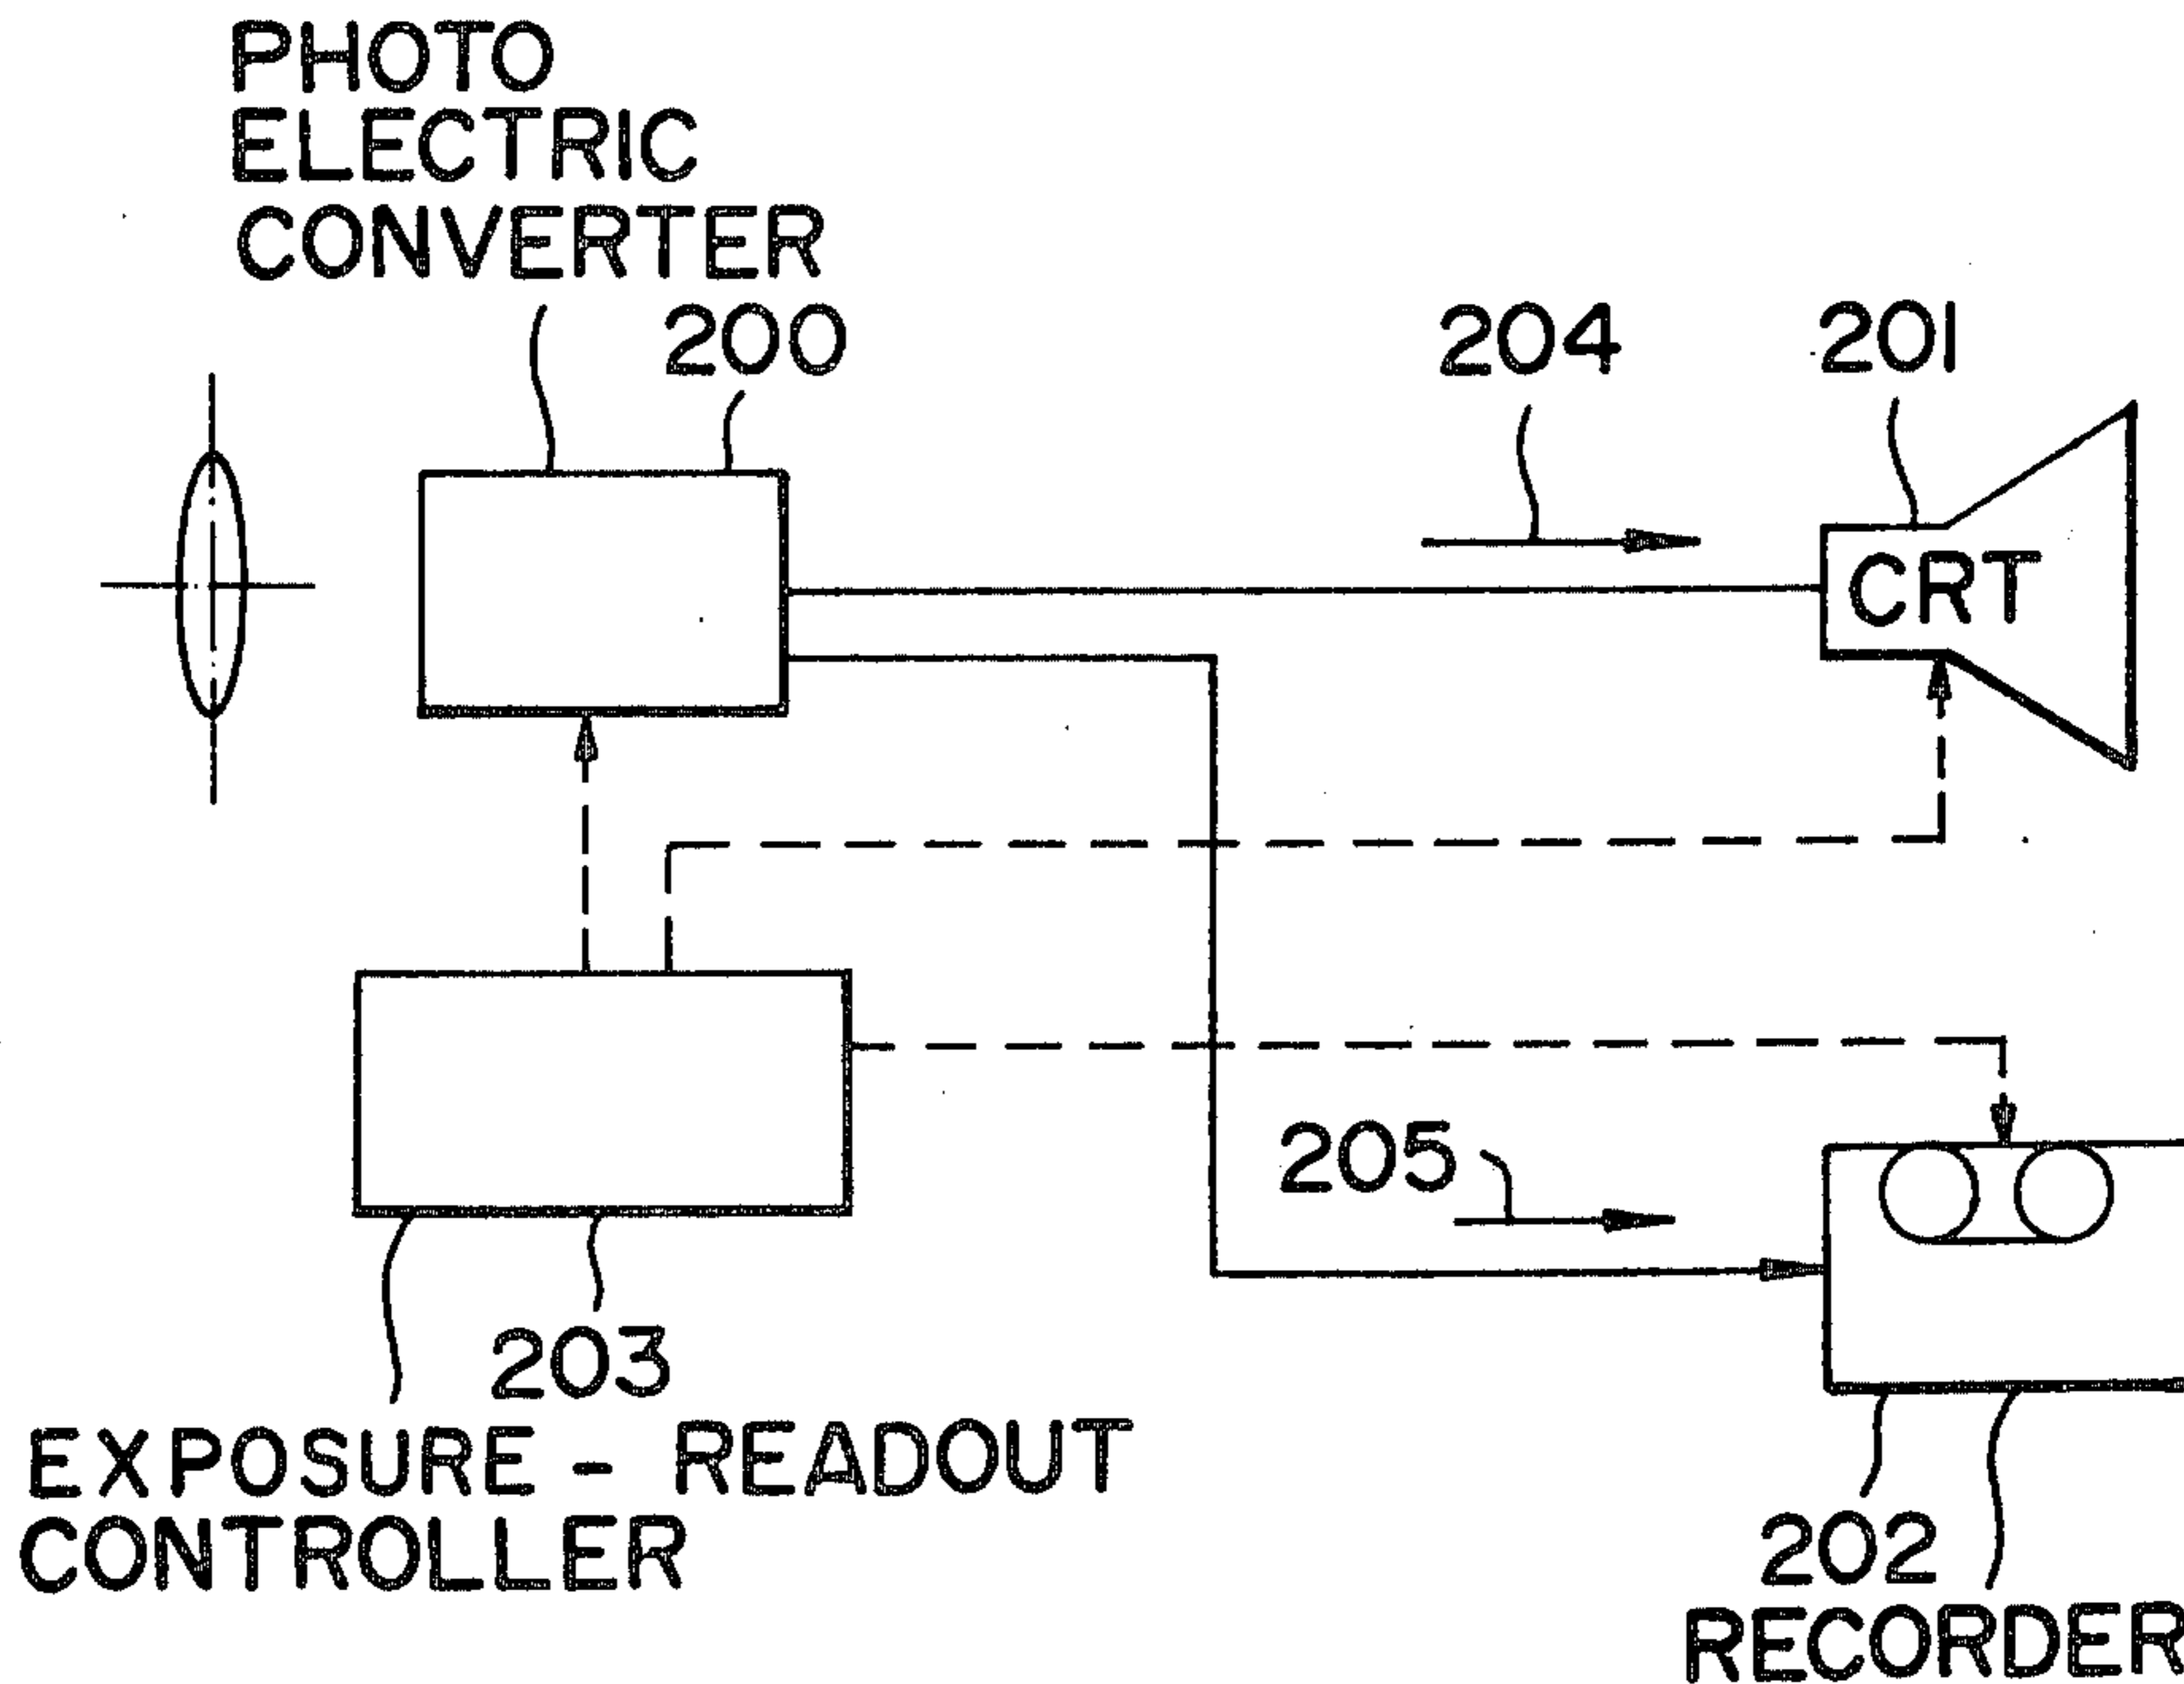 PHOTO
ELECTRIC
CONVERTER
200
204
201
CRT
205
203
EXPOSURE - READOUT
CONTROLLER
202
RECORDER